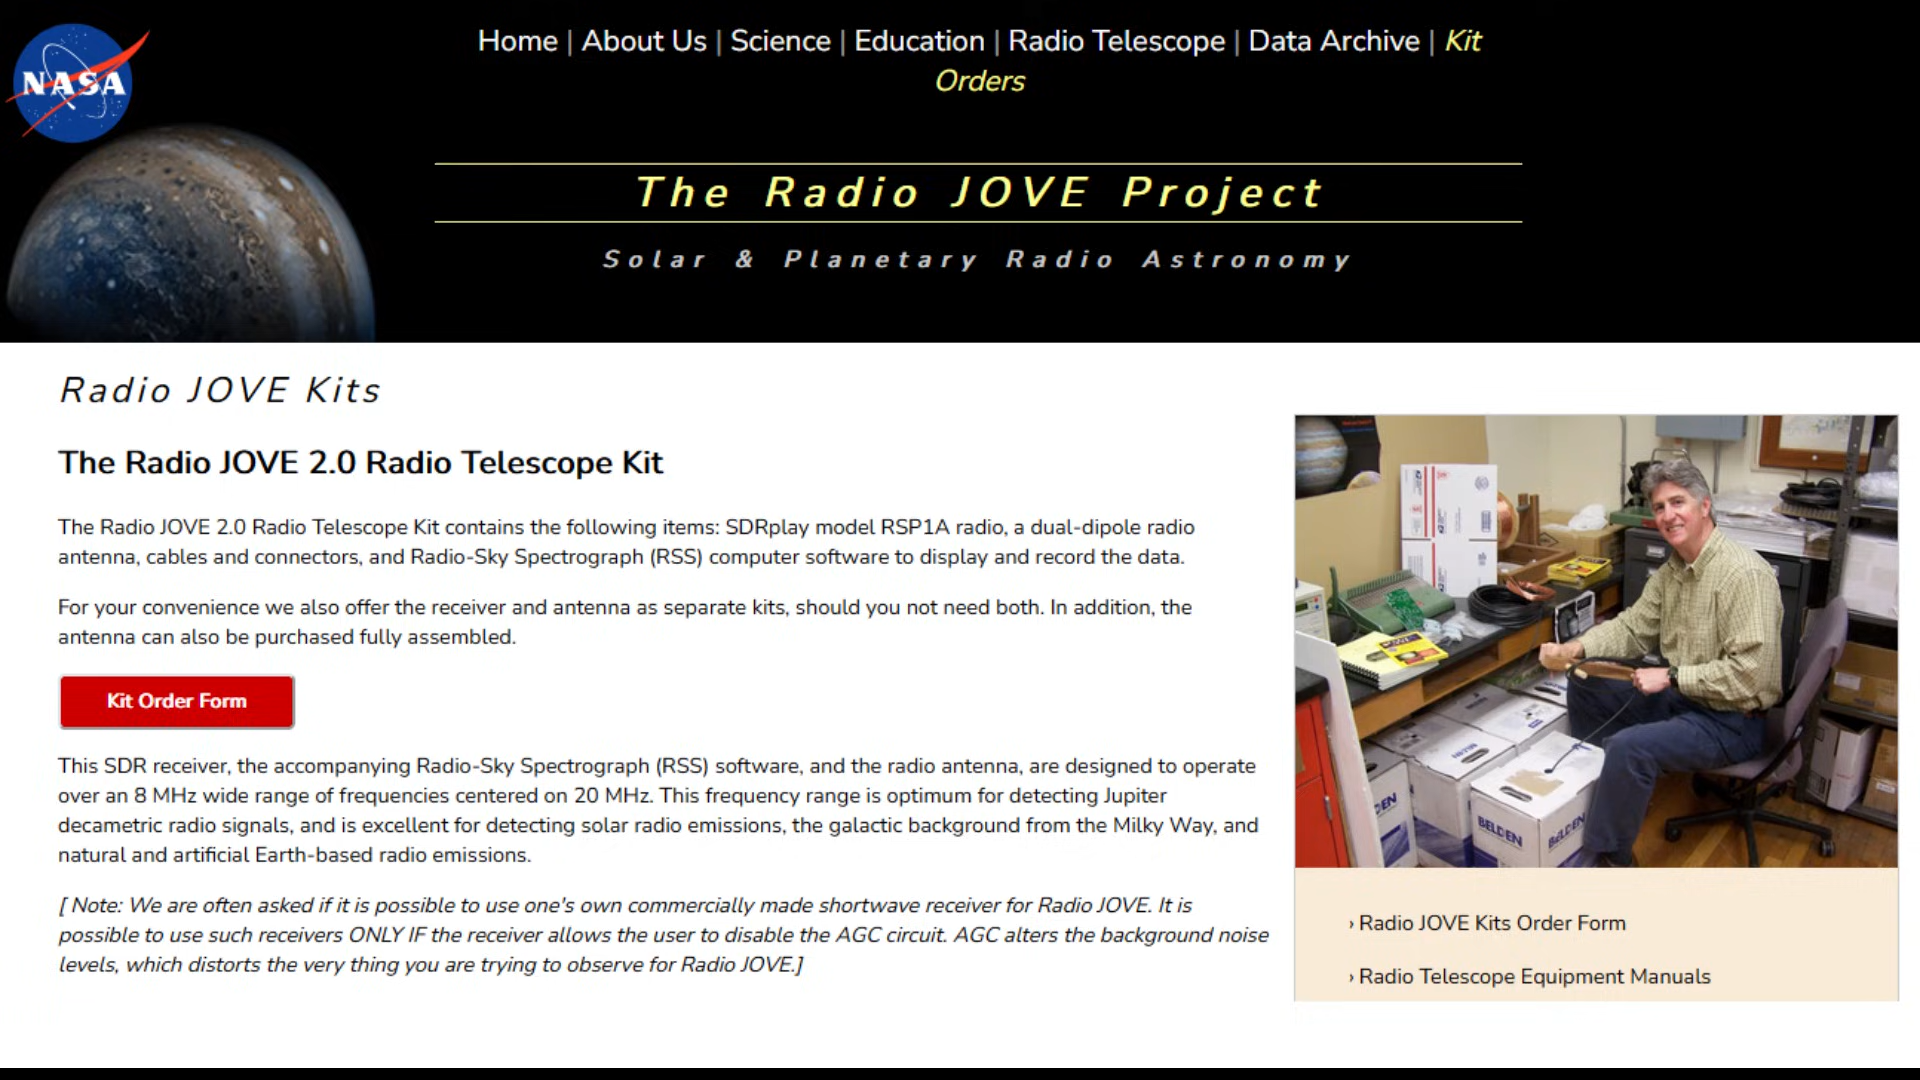 NASA
Home | About Us | Science | Education | Radio Telescope | Data Archive | Kit
Orders
The Radio JOVE Project
Solar & Planetary Radio Astronomy
Radio JOVE Kits
The Radio JOVE 2.0 Radio Telescope Kit
The Radio JOVE 2.0 Radio Telescope Kit contains the following items: SDRplay model RSP1A radio, a dual-dipole radio
antenna, cables and connectors, and Radio-Sky Spectrograph (RSS) computer software to display and record the data.
For your convenience we also offer the receiver and antenna as separate kits, should you not need both. In addition, the
antenna can also be purchased fully assembled.
Kit Order Form
This SDR receiver, the accompanying Radio-Sky Spectrograph (RSS) software, and the radio antenna, are designed to operate
over an 8 MHz wide range of frequencies centered on 20 MHz. This frequency range is optimum for detecting Jupiter
decametric radio signals, and is excellent for detecting solar radio emissions, the galactic background from the Milky Way, and
natural and artificial Earth-based radio emissions.
[ Note: We are often asked if it is possible to use one's own commercially made shortwave receiver for Radio JOVE. It is
possible to use such receivers ONLY IF the receiver allows the user to disable the AGC circuit. AGC alters the background noise
levels, which distorts the very thing you are trying to observe for Radio JOVE.]
BELDEN
BELDEN
› Radio JOVE Kits Order Form
› Radio Telescope Equipment Manuals